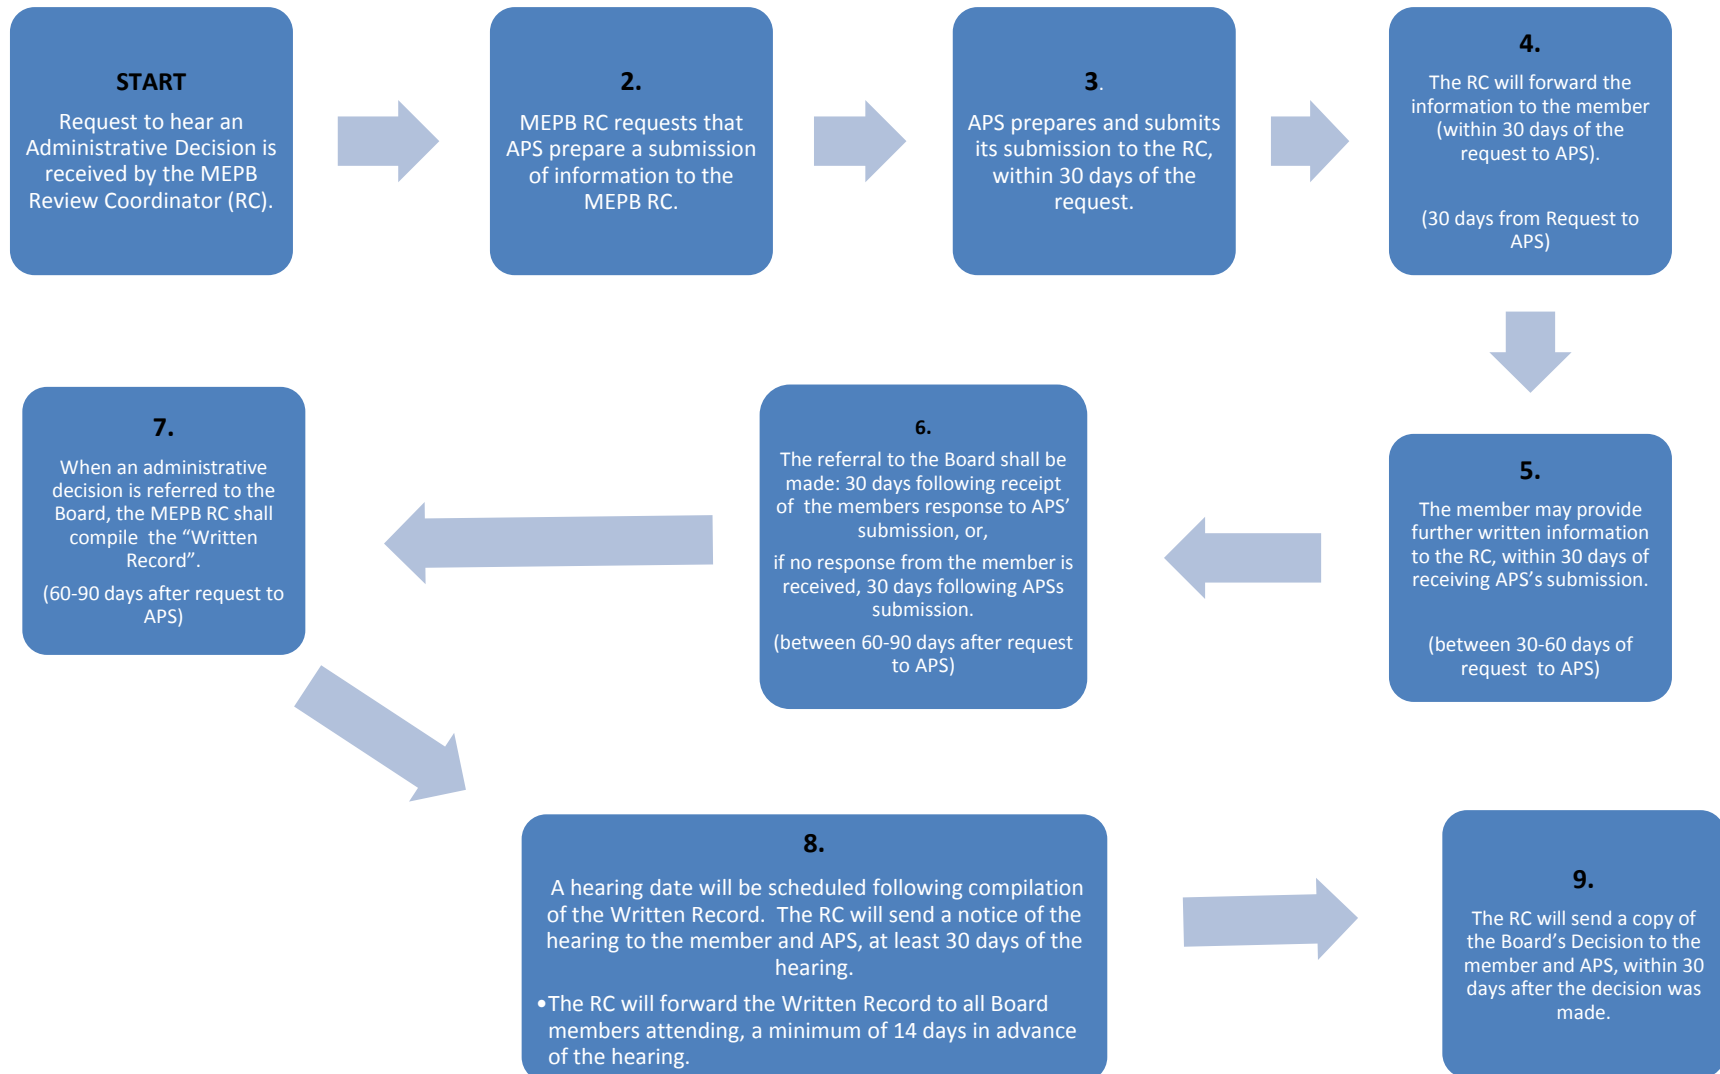 START
Request to hear an
Administrative Decision is
received by the MEPB
Review Coordinator (RC).
2.
MEPB RC requests that
APS prepare a submission
of information to the
MEPB RC.
3.
APS prepares and submits
its submission to the RC,
within 30 days of the
request.
4.
The RC will forward the
information to the member
(within 30 days of the
request to APS).
(30 days from Request to
APS)
5.
The member may provide
further written information
to the RC, within 30 days of
receiving APS's submission.
(between 30-60 days of
request  to APS)
6.
The referral to the Board shall be
made: 30 days following receipt
of  the members response to APS'
submission, or,
if no response from the member is
received, 30 days following APSs
submission.
(between 60-90 days after request
to APS)
7.
When an administrative
decision is referred to the
Board, the MEPB RC shall
compile  the “Written
Record”.
(60-90 days after request to
APS)
8.
A hearing date will be scheduled following compilation
of the Written Record.  The RC will send a notice of the
hearing to the member and APS, at least 30 days of the
hearing.
•The RC will forward the Written Record to all Board
members attending, a minimum of 14 days in advance
of the hearing.
9.
The RC will send a copy of
the Board's Decision to the
member and APS, within 30
days after the decision was
made.